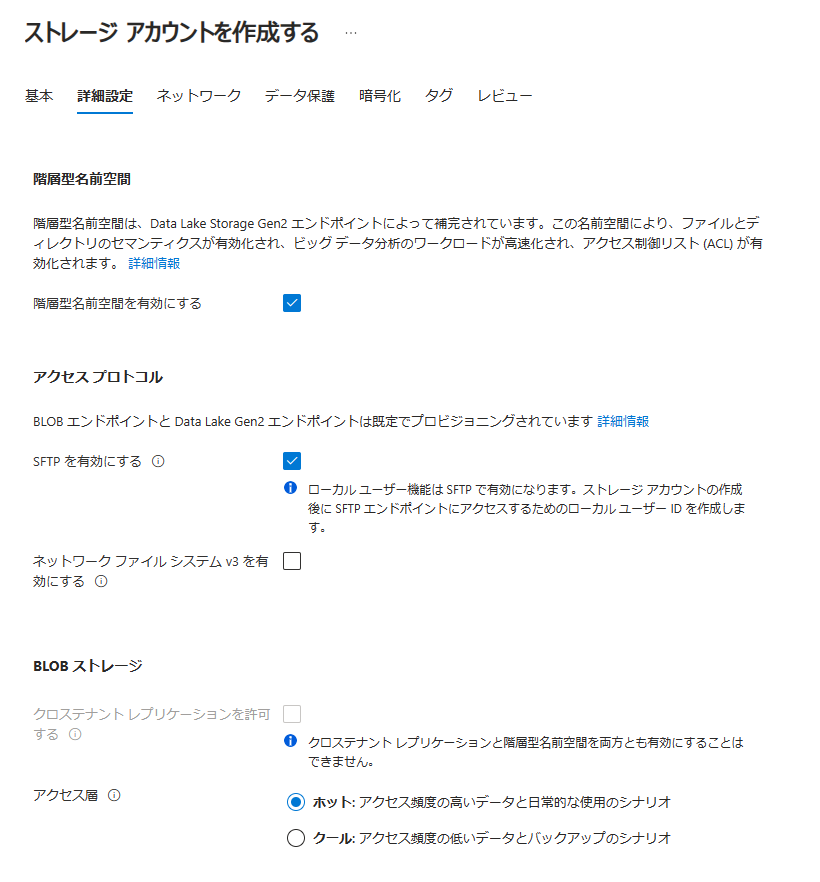 ストレージ アカウントを作成する ...
基本 詳細設定 ネットワーク データ保護 暗号化 タグ レビュー
階層型名前空間
階層型名前空間は、Data Lake Storage Gen2 エンドポイントによって補完されています。この名前空間により、ファイルとデ
ィレクトリのセマンティクスが有効化され、ビッグ データ分析のワークロードが高速化され、アクセス制御リスト (ACL) が有
効化されます。 詳細情報
階層型名前空間を有効にする
アクセス プロトコル
BLOB エンドポイントと Data Lake Gen2 エンドポイントは既定でプロビジョニングされています 詳細情報
SFTP を有効にする
ローカル ユーザー機能は SFTP で有効になります。ストレージ アカウントの作成
後に SFTP エンドポイントにアクセスするためのローカル ユーザー ID を作成しま
す。
ネットワーク ファイル システム v3 を有
効にする
BLOB ストレージ
クロステナント レプリケーションを許可
する
クロステナント レプリケーションと階層型名前空間を両方とも有効にすることは
できません。
アクセス層
ホット: アクセス頻度の高いデータと日常的な使用のシナリオ
クール: アクセス頻度の低いデータとバックアップのシナリオ